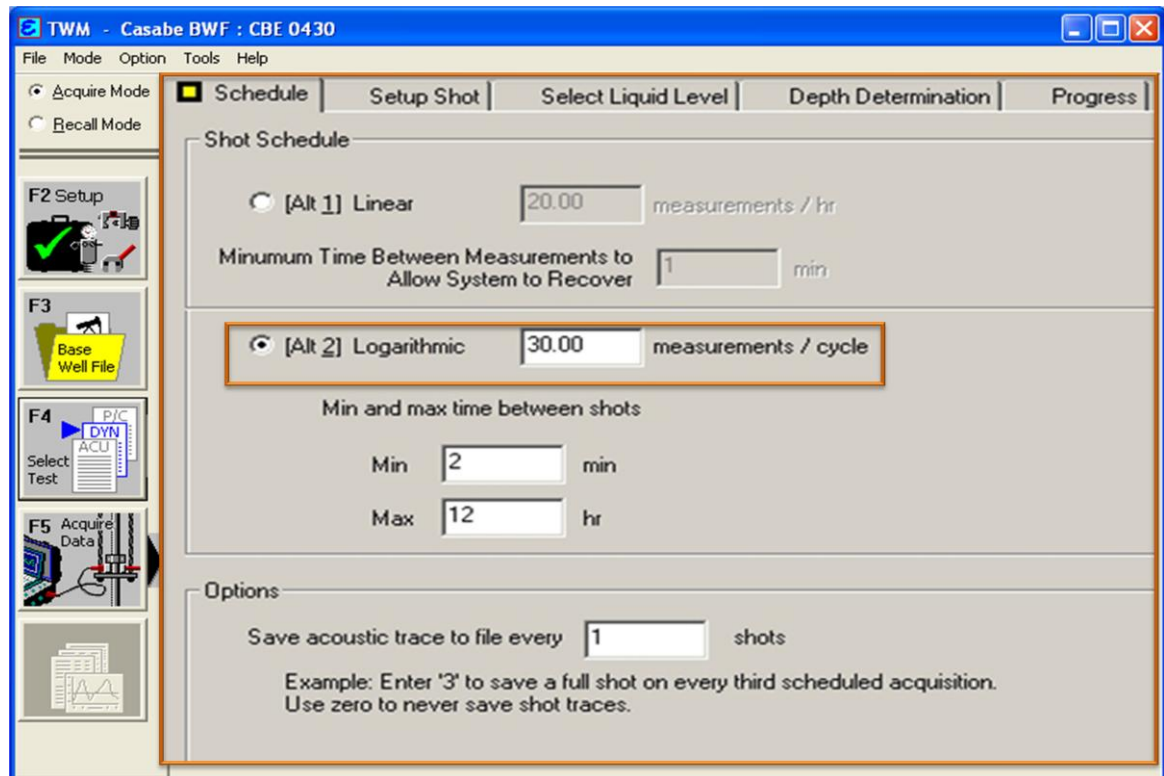 TWM - Casabe BWF : CBE 0430
File Mode Option Tools Help
Acquire Mode
Recall Mode
Schedule Setup Shot Select Liquid Level Depth Determination Progress
Shot Schedule
[Alt 1] Linear 20.00 measurements / hr
Minumum Time Between Measurements to
Allow System to Recover 1 min
[Alt 2] Logarithmic 30.00 measurements / cycle
Min and max time between shots
Min 2 min
Max 12 hr
Options
Save acoustic trace to file every 1 shots
Example: Enter '3' to save a full shot on every third scheduled acquisition.
Use zero to never save shot traces.
F2 Setup
F3
Base
Well File
F4
P/C
DYN
ACU
Select
Test
F5 Acquire
Data